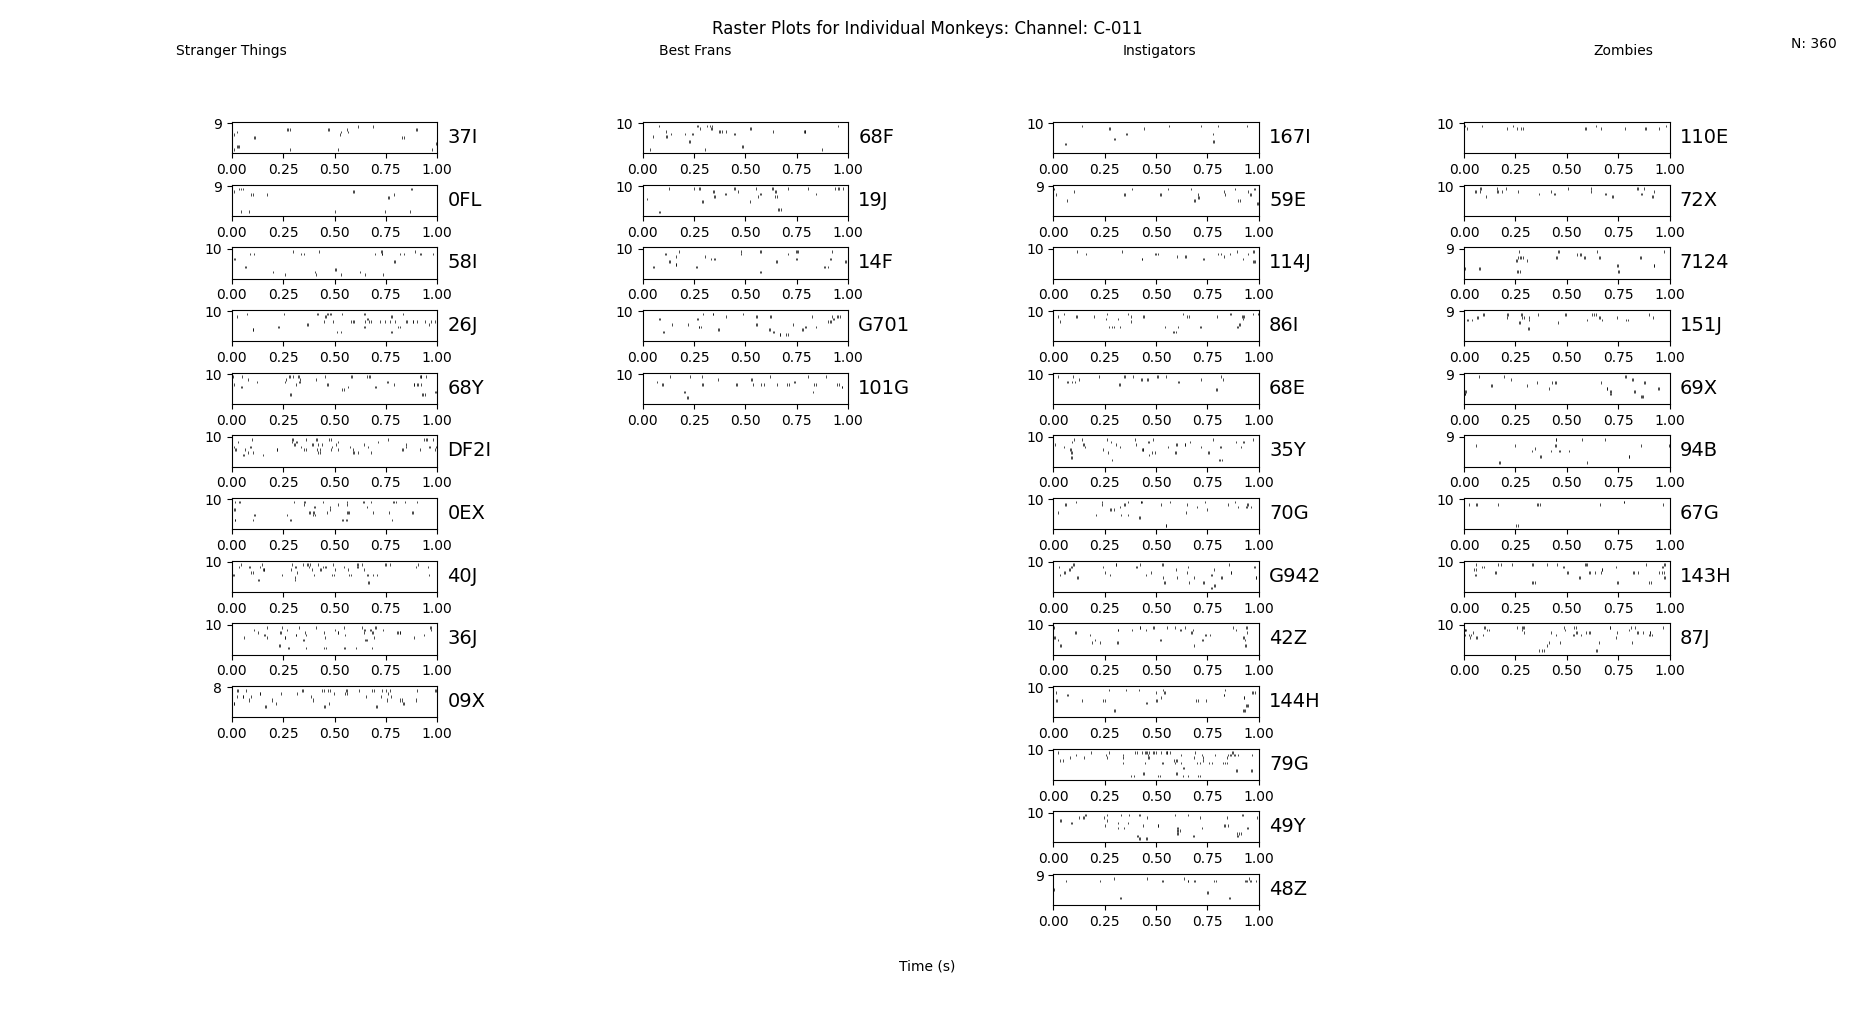 Raster Plots for Individual Monkeys: Channel: C-011
N: 360
Stranger Things Best Frans Instigators Zombies
9 37I 10 68F 10 167I 10 110E
0.00 0.25 0.50 0.75 1.00 0.00 0.25 0.50 0.75 1.00 0.00 0.25 0.50 0.75 1.00 0.00 0.25 0.50 0.75 1.00
9 0FL 10 19J 9 59E 10 72X
0.00 0.25 0.50 0.75 1.00 0.00 0.25 0.50 0.75 1.00 0.00 0.25 0.50 0.75 1.00 0.00 0.25 0.50 0.75 1.00
10 58I 10 14F 10 114J 9 7124
0.00 0.25 0.50 0.75 1.00 0.00 0.25 0.50 0.75 1.00 0.00 0.25 0.50 0.75 1.00 0.00 0.25 0.50 0.75 1.00
10 26J 10 G701 10 86I 9 151J
0.00 0.25 0.50 0.75 1.00 0.00 0.25 0.50 0.75 1.00 0.00 0.25 0.50 0.75 1.00 0.00 0.25 0.50 0.75 1.00
10 68Y 10 101G 10 68E 9 69X
0.00 0.25 0.50 0.75 1.00 0.00 0.25 0.50 0.75 1.00 0.00 0.25 0.50 0.75 1.00 0.00 0.25 0.50 0.75 1.00
10 DF2I 10 35Y 9 94B
0.00 0.25 0.50 0.75 1.00 0.00 0.25 0.50 0.75 1.00 0.00 0.25 0.50 0.75 1.00
10 0EX 10 70G 10 67G
0.00 0.25 0.50 0.75 1.00 0.00 0.25 0.50 0.75 1.00 0.00 0.25 0.50 0.75 1.00
10 40J 10 G942 10 143H
0.00 0.25 0.50 0.75 1.00 0.00 0.25 0.50 0.75 1.00 0.00 0.25 0.50 0.75 1.00
10 36J 10 42Z 10 87J
0.00 0.25 0.50 0.75 1.00 0.00 0.25 0.50 0.75 1.00 0.00 0.25 0.50 0.75 1.00
8 09X 10 144H
0.00 0.25 0.50 0.75 1.00 0.00 0.25 0.50 0.75 1.00
10 79G
0.00 0.25 0.50 0.75 1.00
10 49Y
0.00 0.25 0.50 0.75 1.00
9 48Z
0.00 0.25 0.50 0.75 1.00
Time (s)